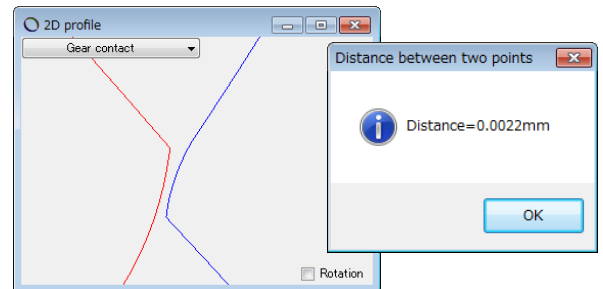 2D profile
Gear contact
Rotation
Distance between two points
Distance=0.0022mm
OK